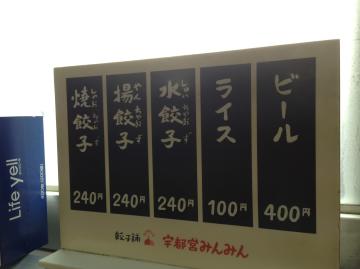 ビール
400円
ライス
100円
水餃子
240円
揚餃子
240円
焼餃子
240円
餃子舗 宇都宮みんみん
Life yell